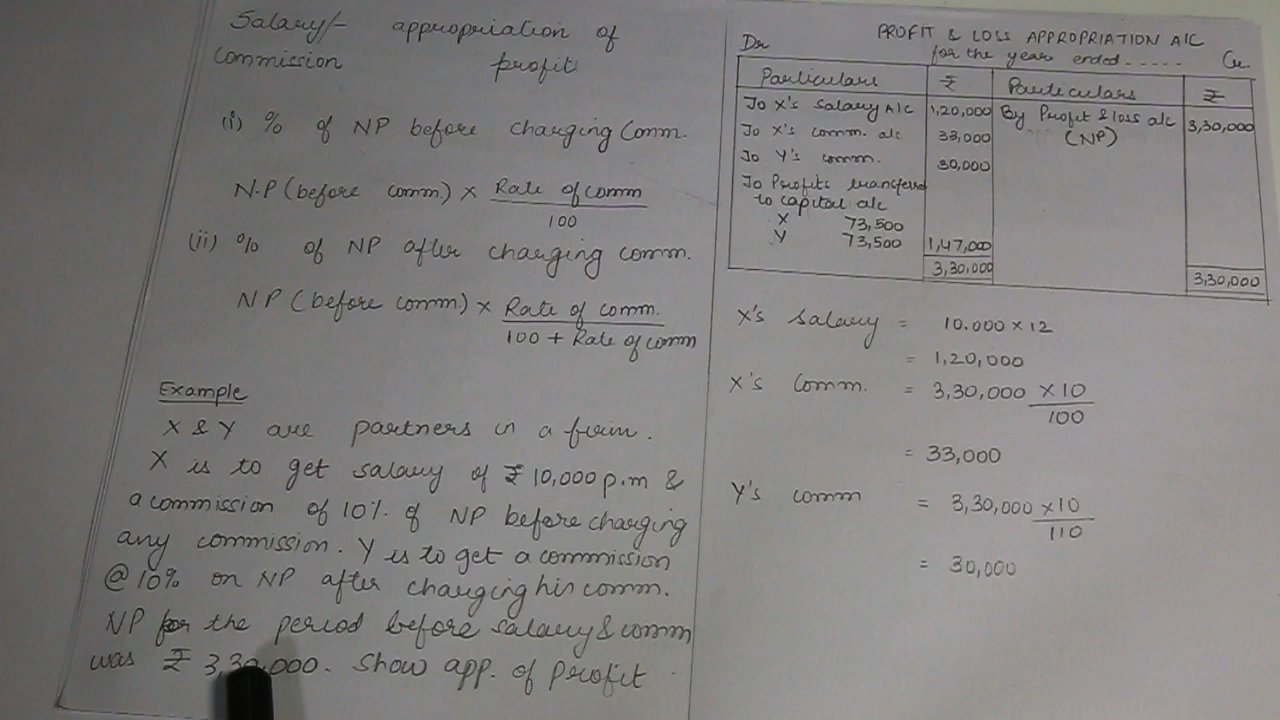 Salary/- appropriation of
commission profit
(i) % of NP before charging Comm.
N.P (before comm.) × Rate of comm
100
(ii) % of NP after charging comm.
NP (before comm) × Rate of comm.
100 + Rate of comm
Example
X & Y are partners in a firm.
X is to get salary of ₹ 10,000 p.m &
a commission of 10% of NP before charging
any commission. Y is to get a commission
@ 10% on NP after charging his comm.
NP for the period before salary & comm
was ₹ 3,30,000. Show app. of profit
PROFIT & LOSS APPROPRIATION A/C
Dr for the year ended..... Cr.
Particulars ₹ Particulars ₹
To X's Salary A/C 1,20,000 By Profit & loss a/c 3,30,000
To X's comm. a/c 33,000 (NP)
To Y's comm. 30,000
To Profits transferred
to capital a/c
X 73,500
Y 73,500 1,47,000
3,30,000 3,30,000
X's salary = 10.000 × 12
= 1,20,000
X's Comm. = 3,30,000 × 10
100
= 33,000
Y's comm = 3,30,000 × 10
110
= 30,000